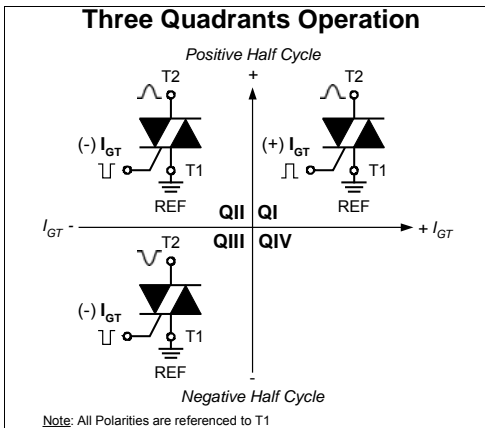 Three Quadrants Operation
Positive Half Cycle
T2
+
T2
(-) IGT
(+) IGT
T1
T1
REF
REF
QII QI
IGT -
+ IGT
QIII QIV
T2
(-) IGT
T1
REF
-
Negative Half Cycle
Note: All Polarities are referenced to T1